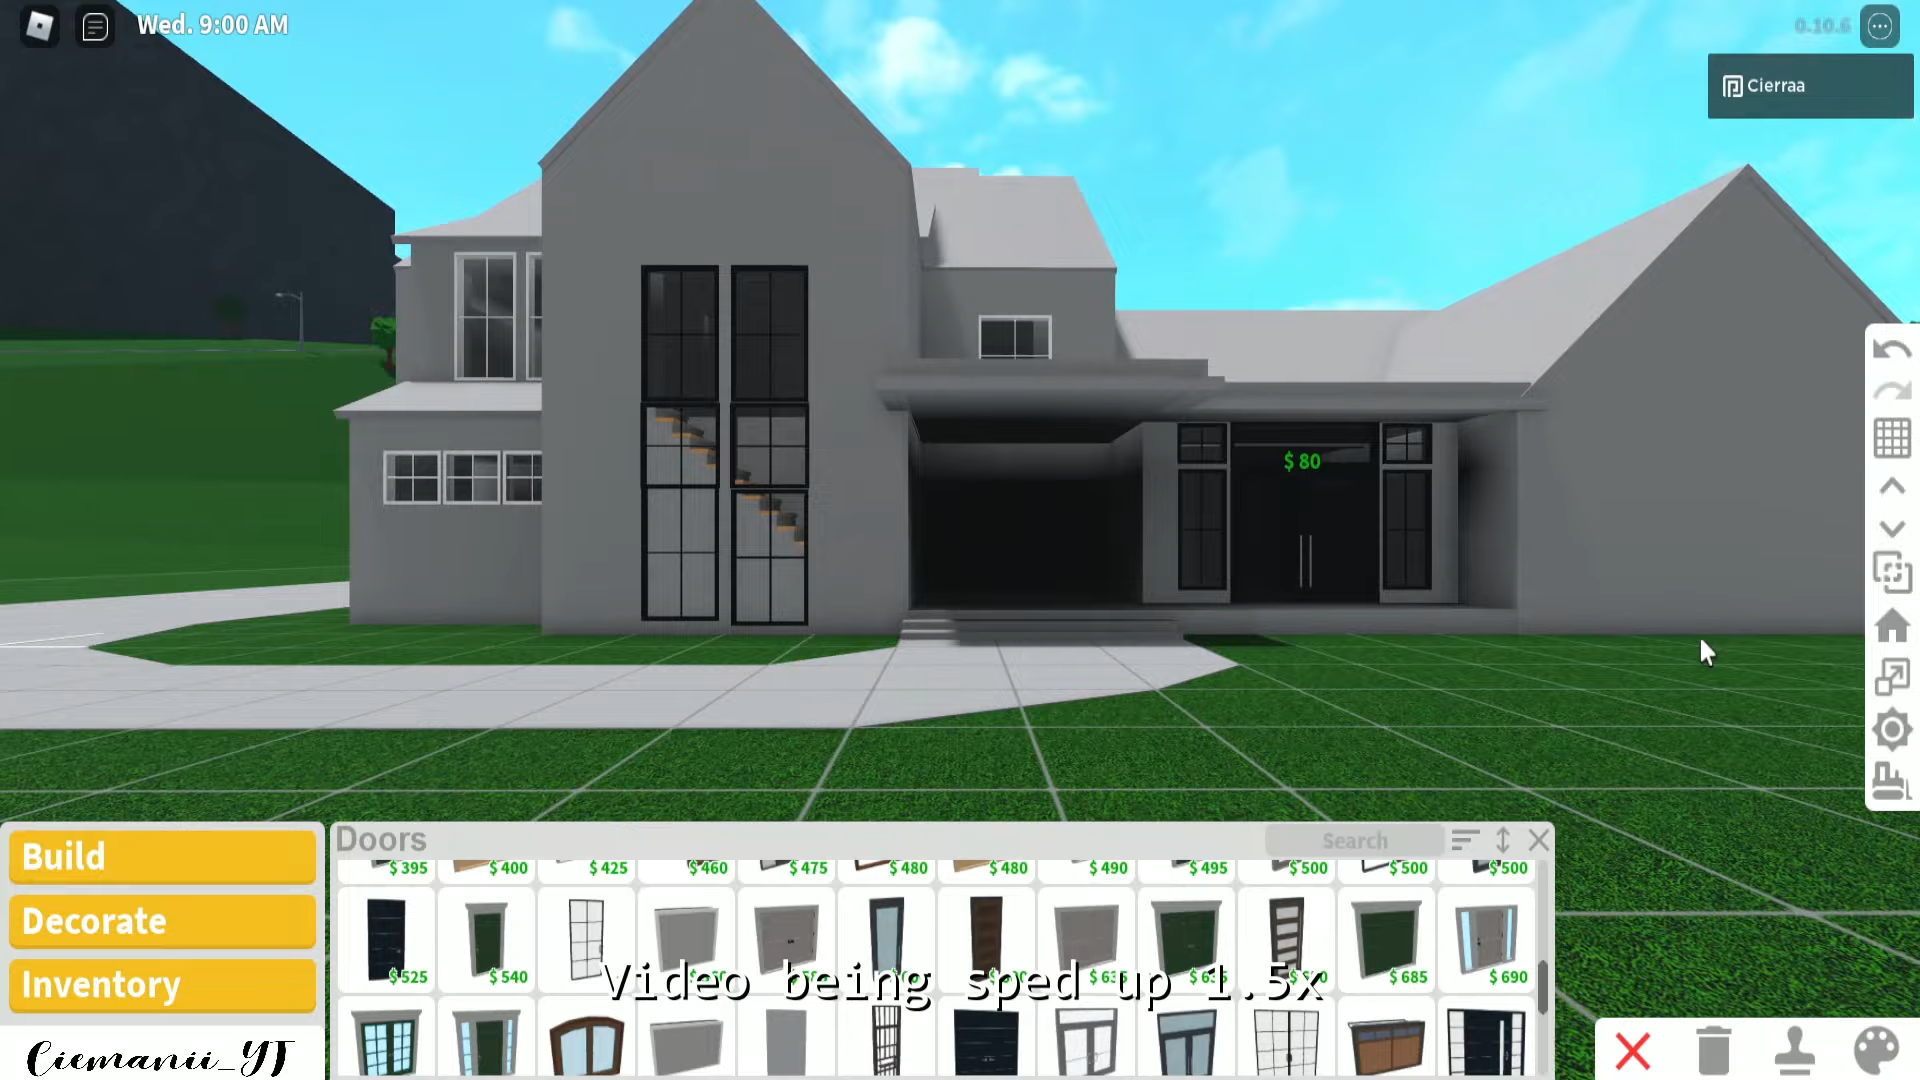 Wed. 9:00 AM
0.10.6
Cierraa
$ 80
Build
Decorate
Inventory
Ciemanii_YT
Doors
Search
$ 395 $ 400 $ 425 $ 460 $ 475 $ 480 $ 480 $ 490 $ 495 $ 500 $ 500 $ 500
$ 525 $ 540 $ 685 $ 690
Video being sped up 1.5x